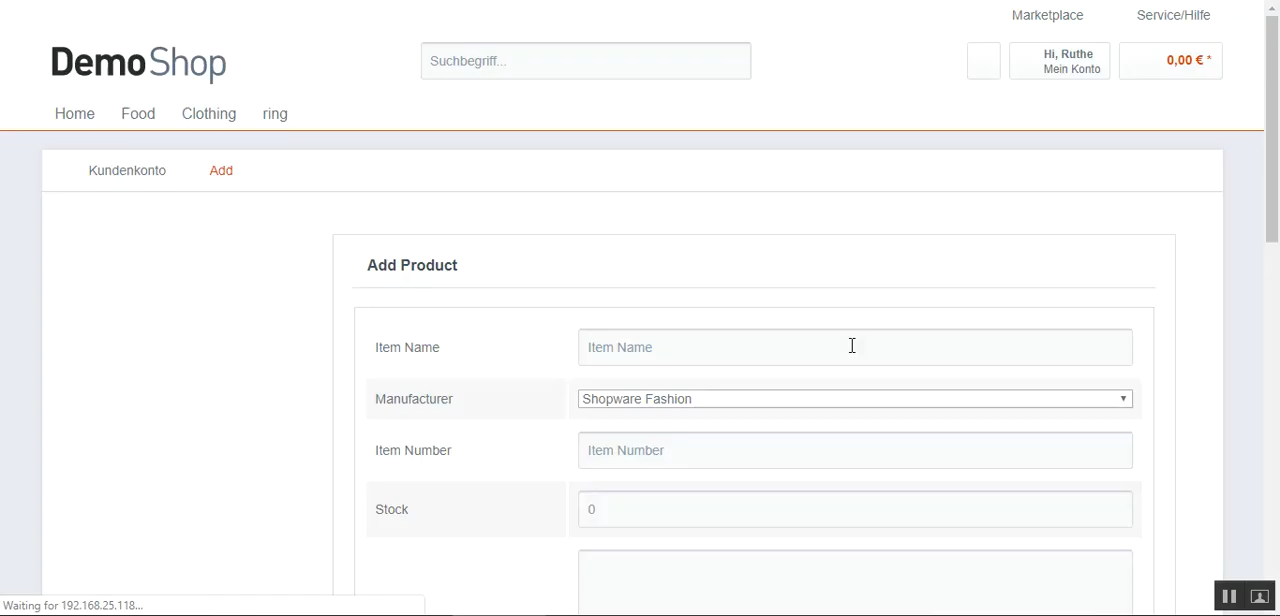 Marketplace
Service/Hilfe
DemoShop
Suchbegriff...
Hi, Ruthe
Mein Konto
0,00 € *
Home
Food
Clothing
ring
Kundenkonto
Add
Add Product
Item Name
Item Name
Manufacturer
Shopware Fashion
Item Number
Item Number
Stock
0
Waiting for 192.168.25.118...